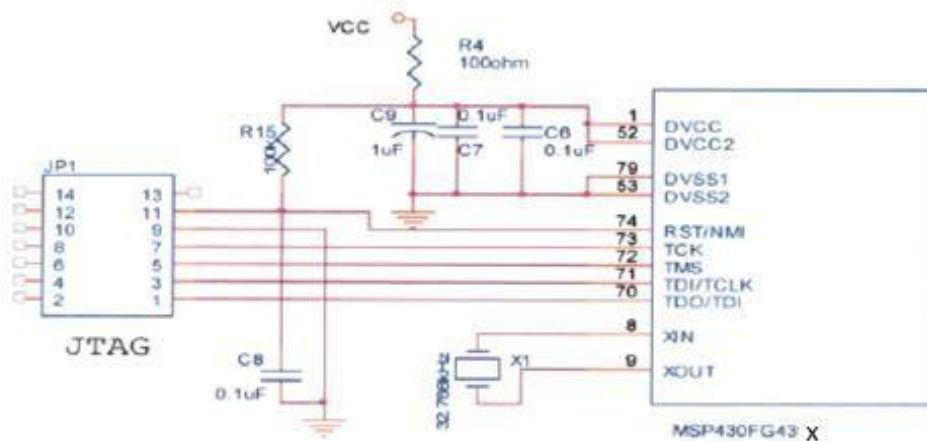 VCC
R4
100ohm
R15
100k
C9
1uF
0.1uF
C7
C6
0.1uF
JP1
14 13
12 11
10 9
8 7
6 5
4 3
2 1
JTAG
C8
0.1uF
1 DVCC
52 DVCC2
79 DVSS1
53 DVSS2
74 RST/NMI
73 TCK
72 TMS
71 TDI/TCLK
70 TDO/TDI
8 XIN
9 XOUT
X1
32.768kHz
MSP430FG43 X